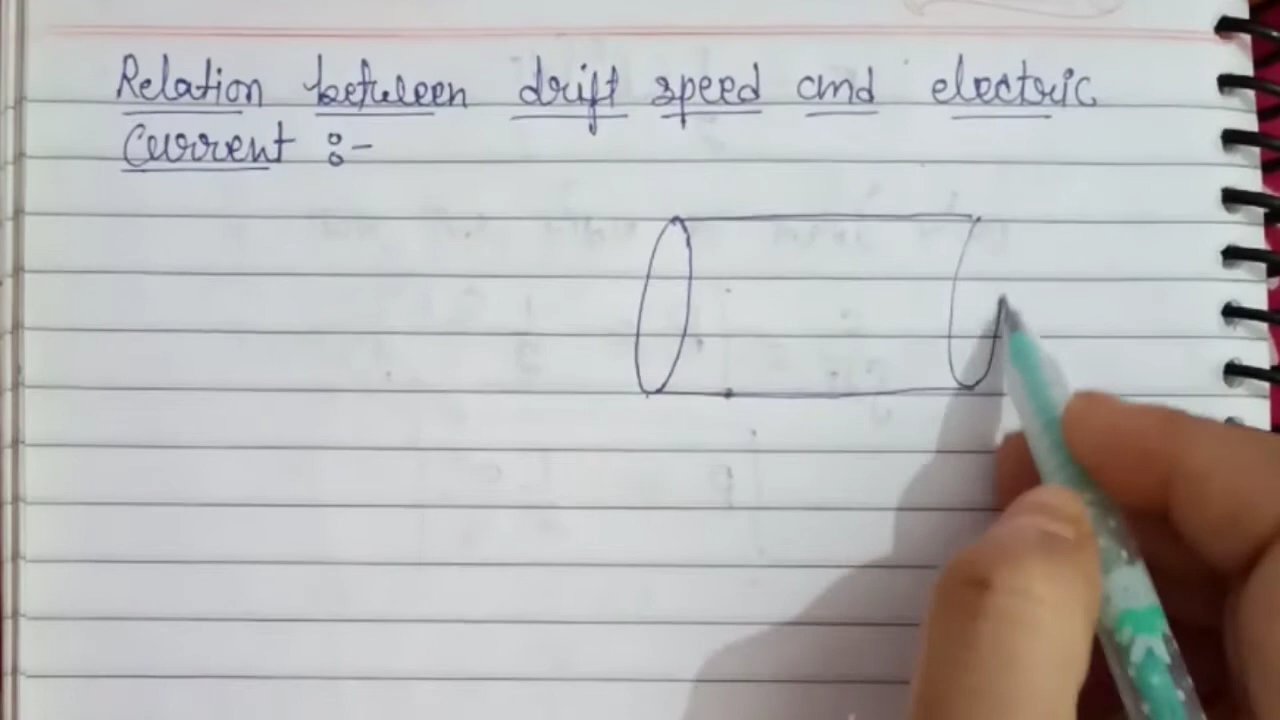 Relation between drift speed and electric
Current :-